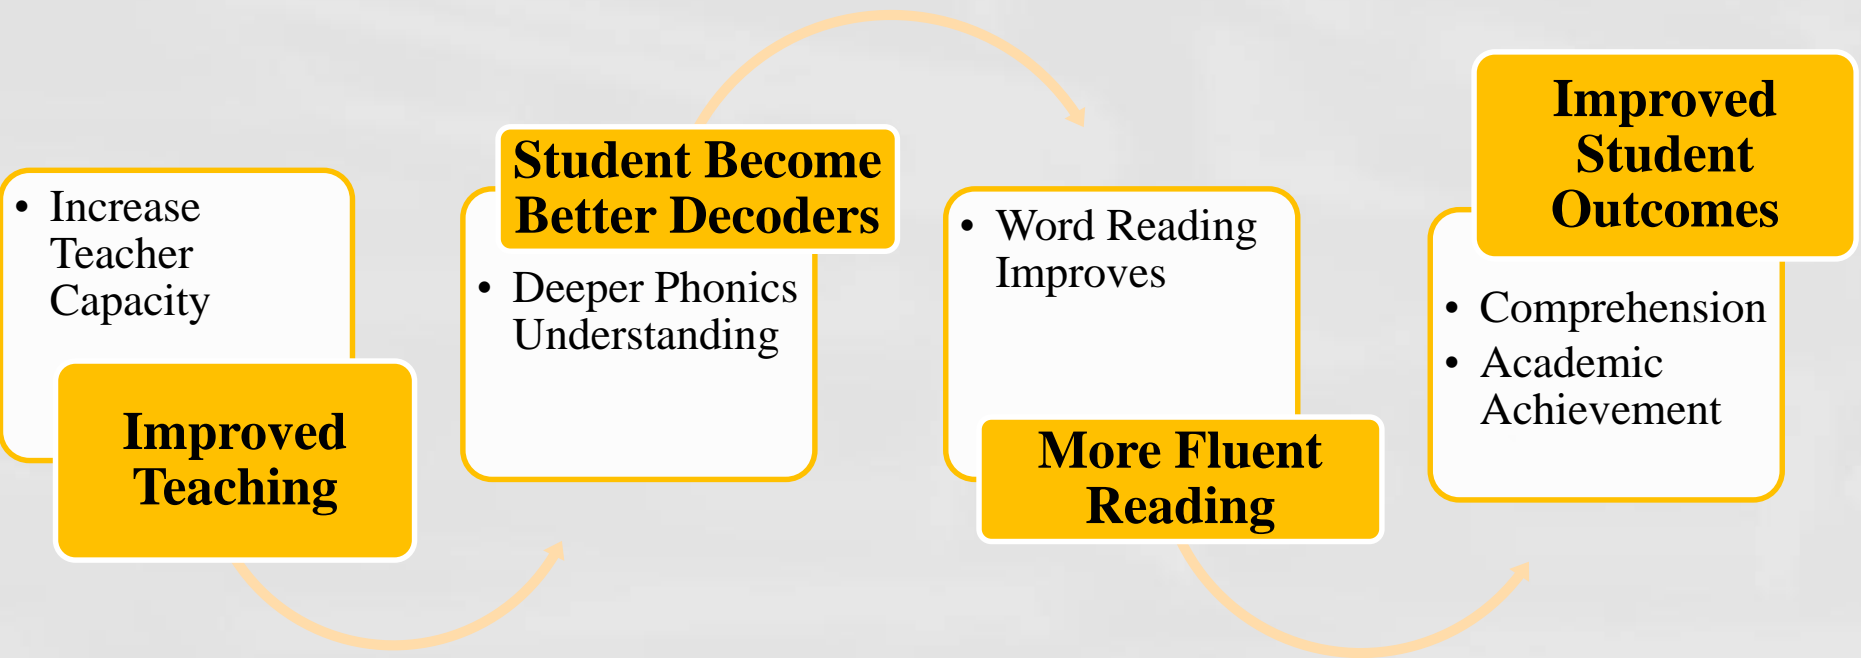 • Increase
Teacher
Capacity
Improved
Teaching
Student Become
Better Decoders
• Deeper Phonics
Understanding
• Word Reading
Improves
More Fluent
Reading
Improved
Student
Outcomes
• Comprehension
• Academic
Achievement